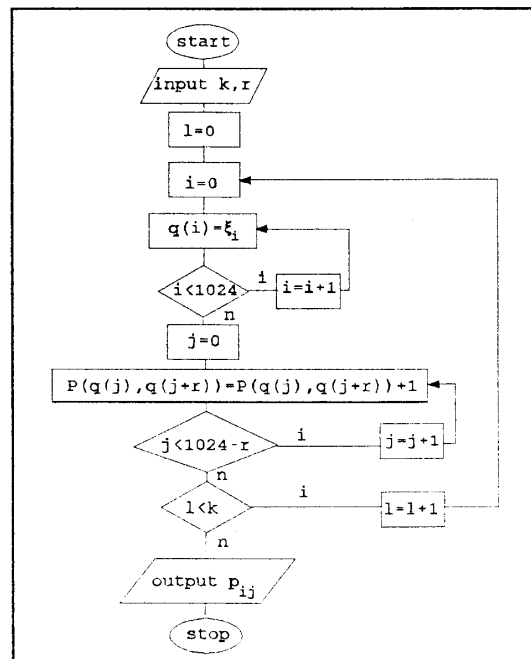 start
input k,r
l=0
i=0
q(i)=ξi
i<1024
i
i=i+1
n
j=0
P(q(j),q(j+r))=P(q(j),q(j+r))+1
j<1024-r
i
j=j+1
n
l<k
i
l=l+1
n
output pij
stop